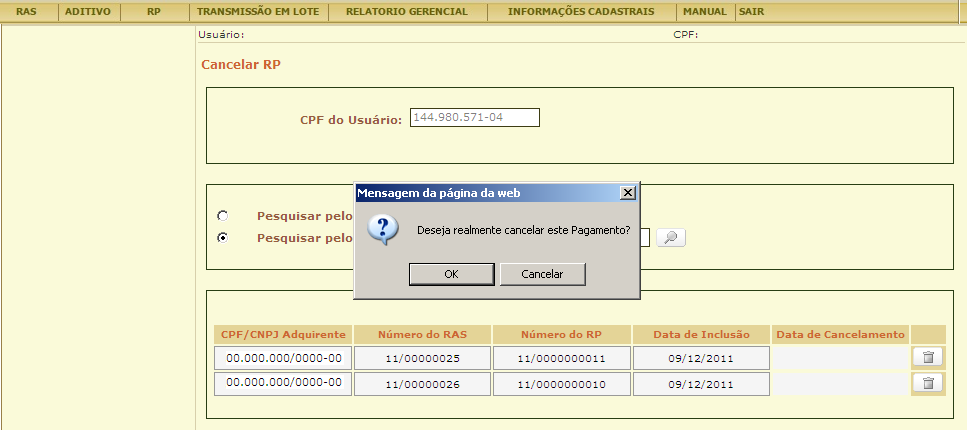 RAS ADITIVO RP TRANSMISSÃO EM LOTE RELATORIO GERENCIAL INFORMAÇÕES CADASTRAIS MANUAL SAIR
Usuário: CPF:
Cancelar RP
CPF do Usuário: 144.980.571-04
Mensagem da página da web
Pesquisar pelo
Deseja realmente cancelar este Pagamento?
Pesquisar pelo
OK Cancelar
CPF/CNPJ Adquirente Número do RAS Número do RP Data de Inclusão Data de Cancelamento
00.000.000/0000-00 11/00000025 11/0000000011 09/12/2011
00.000.000/0000-00 11/00000026 11/0000000010 09/12/2011